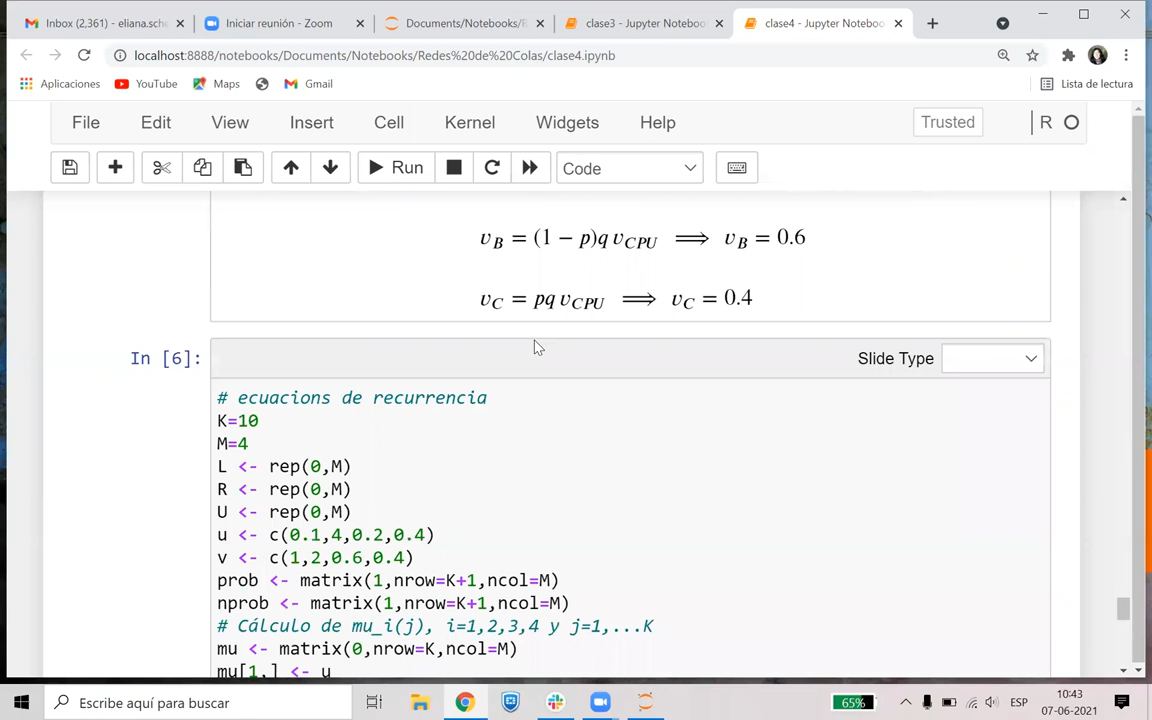 Inbox (2,361) - eliana.sch
Iniciar reunión - Zoom
Documents/Notebooks/R
clase3 - Jupyter Noteboo
clase4 - Jupyter Noteboo
localhost:8888/notebooks/Documents/Notebooks/Redes%20de%20Colas/clase4.ipynb
Aplicaciones YouTube Maps Gmail Lista de lectura
File Edit View Insert Cell Kernel Widgets Help Trusted R
Run Code
v_B = (1 − p)q v_CPU ⟹ v_B = 0.6
v_C = pq v_CPU ⟹ v_C = 0.4
In [6]: Slide Type
# ecuacions de recurrencia
K=10
M=4
L <- rep(0,M)
R <- rep(0,M)
U <- rep(0,M)
u <- c(0.1,4,0.2,0.4)
v <- c(1,2,0.6,0.4)
prob <- matrix(1,nrow=K+1,ncol=M)
nprob <- matrix(1,nrow=K+1,ncol=M)
# Cálculo de mu_i(j), i=1,2,3,4 y j=1,...K
mu <- matrix(0,nrow=K,ncol=M)
mu[1,] <- u
Escribe aquí para buscar
65%
ESP
10:43
07-06-2021